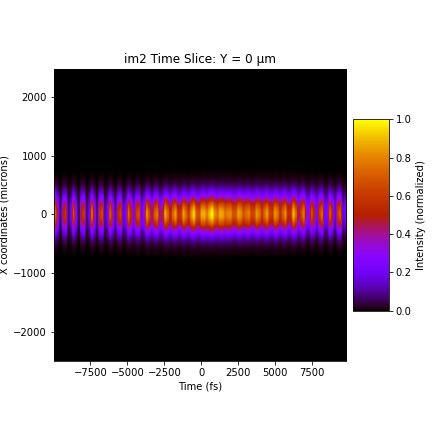 im2 Time Slice: Y = 0 µm
X coordinates (microns)
2000
1000
0
−1000
−2000
−7500 −5000 −2500 0 2500 5000 7500
Time (fs)
1.0
0.8
0.6
0.4
0.2
0.0
Intensity (normalized)